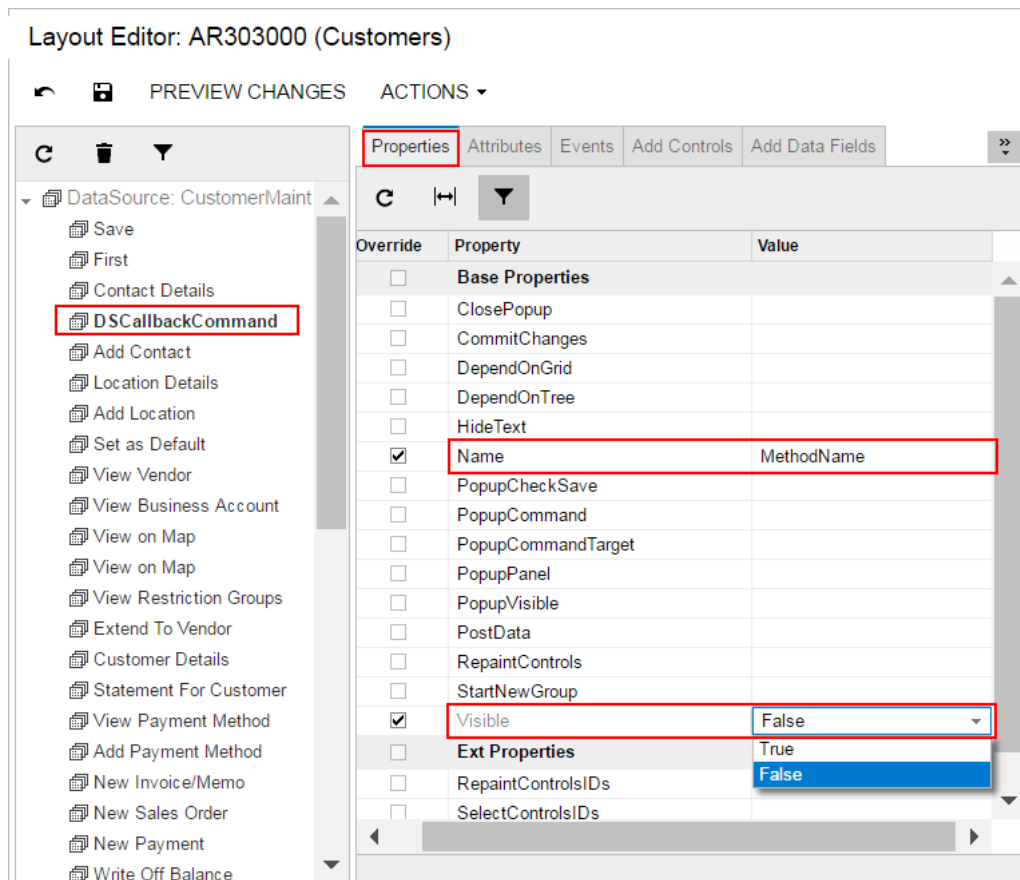 Layout Editor: AR303000 (Customers)
PREVIEW CHANGES ACTIONS
Properties Attributes Events Add Controls Add Data Fields
DataSource: CustomerMaint
Save
First
Contact Details
DSCallbackCommand
Add Contact
Location Details
Add Location
Set as Default
View Vendor
View Business Account
View on Map
View on Map
View Restriction Groups
Extend To Vendor
Customer Details
Statement For Customer
View Payment Method
Add Payment Method
New Invoice/Memo
New Sales Order
New Payment
Write Off Balance
Override Property Value
Base Properties
ClosePopup
CommitChanges
DependOnGrid
DependOnTree
HideText
Name MethodName
PopupCheckSave
PopupCommand
PopupCommandTarget
PopupPanel
PopupVisible
PostData
RepaintControls
StartNewGroup
Visible False
True
Ext Properties
False
RepaintControlsIDs
SelectControlsIDs